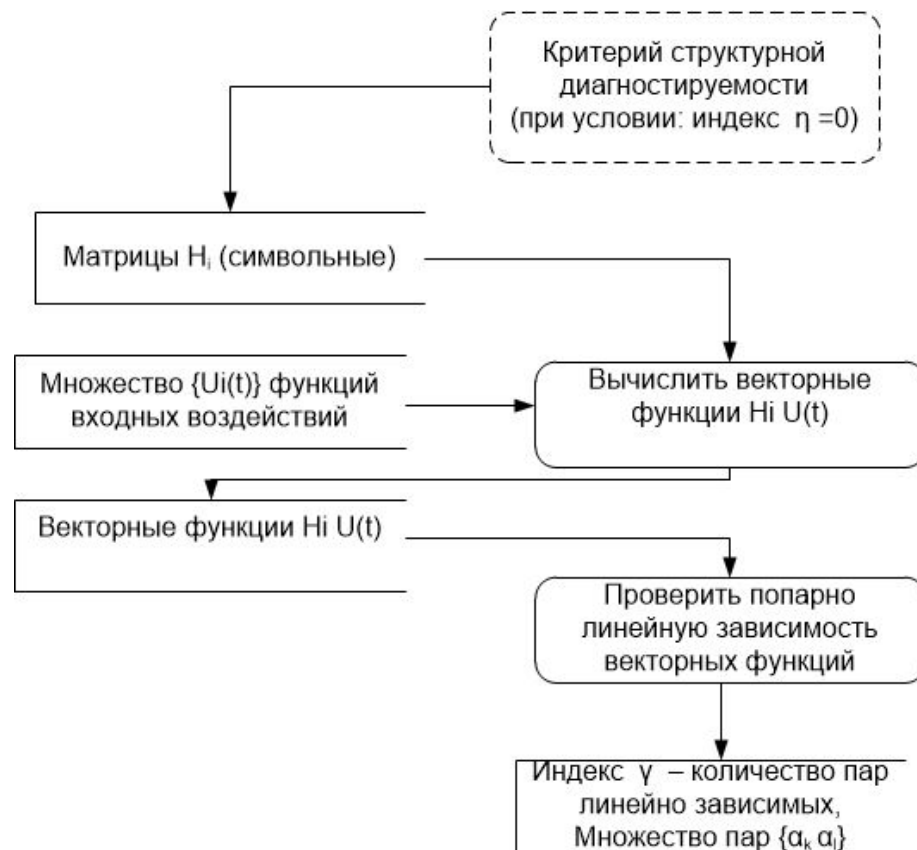 Критерий структурной
диагностируемости
(при условии: индекс η =0)
Матрицы Hᵢ (символьные)
Множество {Ui(t)} функций
входных воздействий
Вычислить векторные
функции Hi U(t)
Векторные функции Hi U(t)
Проверить попарно
линейную зависимость
векторных функций
Индекс γ – количество пар
линейно зависимых,
Множество пар {αₖ αₗ}